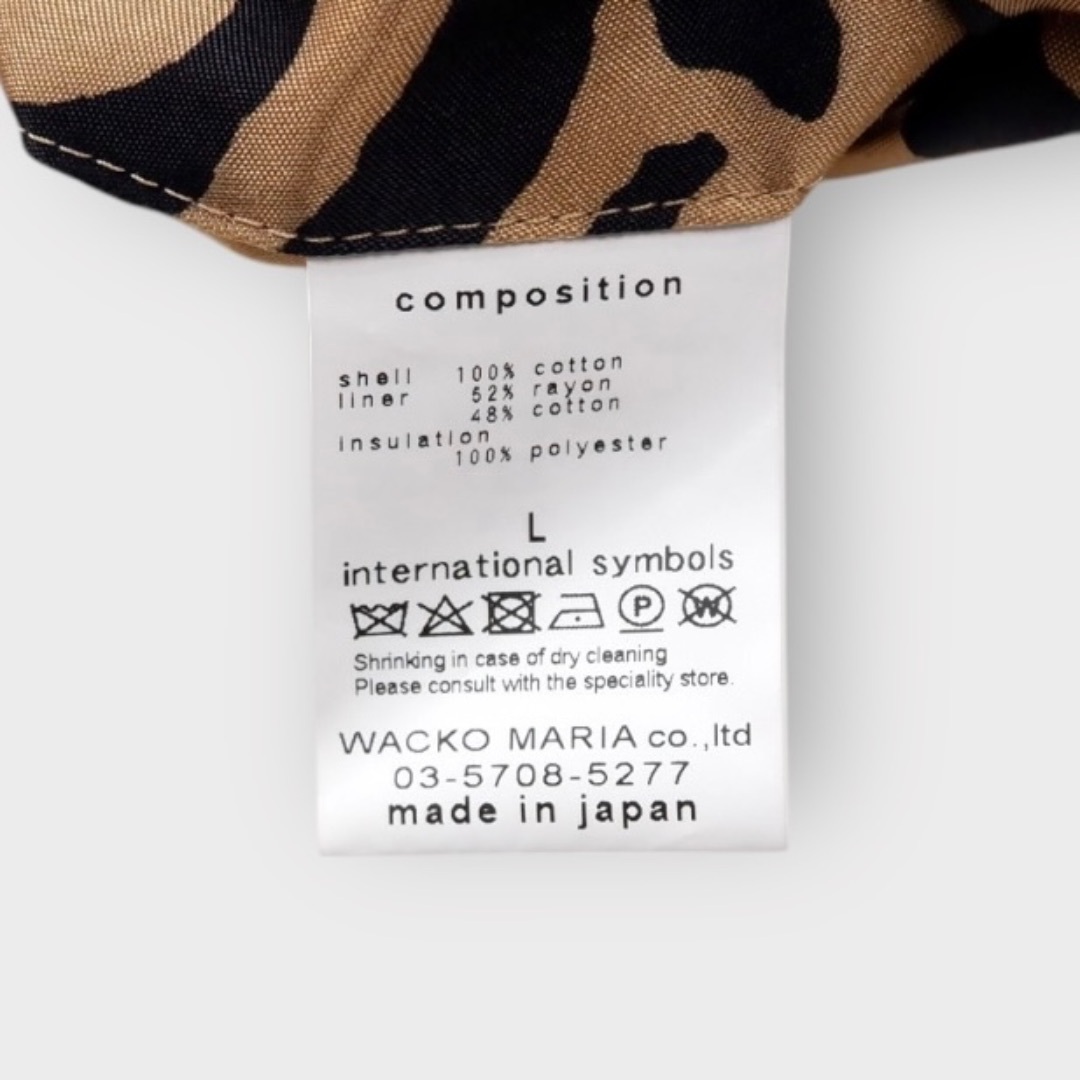 composition
shell 100% cotton
liner 52% rayon
48% cotton
insulation
100% polyester
L
international symbols
P W
Shrinking in case of dry cleaning
Please consult with the speciality store.
WACKO MARIA co.,ltd
03-5708-5277
made in japan